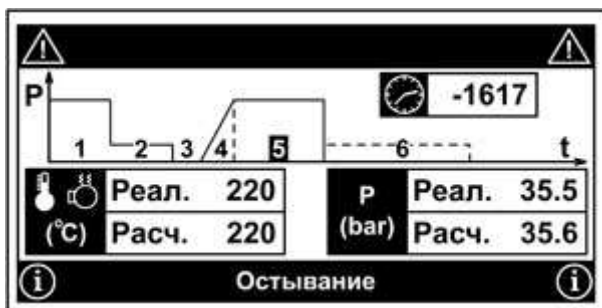 P
-1617
1 2 3 4 5 6 t
Реал. 220
(°C) Расч. 220
P (bar) Реал. 35.5
Расч. 35.6
Остывание